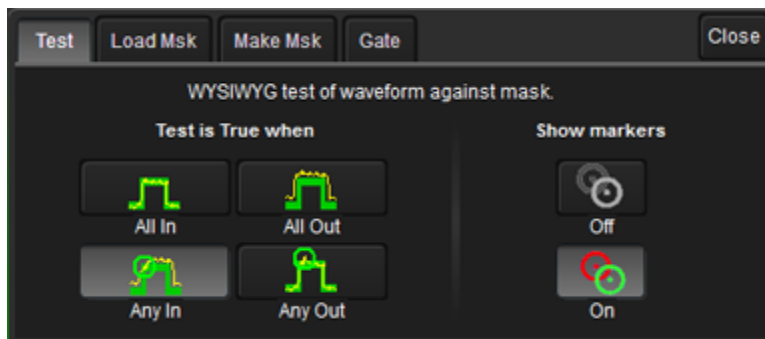 Test Load Msk Make Msk Gate Close
WYSIWYG test of waveform against mask.
Test is True when Show markers
All In All Out Off
Any In Any Out On